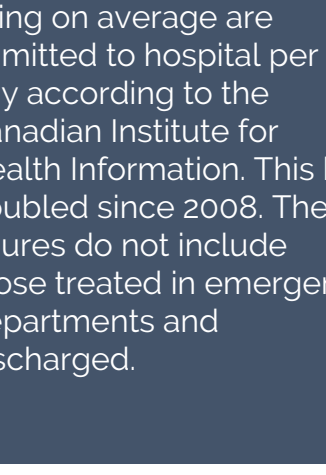 ing on average are
mitted to hospital per
y according to the
anadian Institute for
ealth Information. This
oubled since 2008. The
ures do not include
ose treated in emerge
epartments and
scharged.